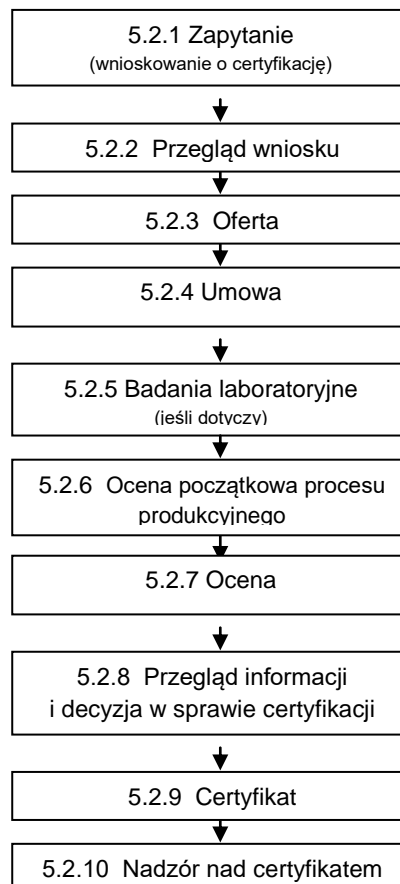 5.2.1 Zapytanie
(wnioskowanie o certyfikację)
5.2.2 Przegląd wniosku
5.2.3 Oferta
5.2.4 Umowa
5.2.5 Badania laboratoryjne
(jeśli dotyczy)
5.2.6 Ocena początkowa procesu
produkcyjnego
5.2.7 Ocena
5.2.8 Przegląd informacji
i decyzja w sprawie certyfikacji
5.2.9 Certyfikat
5.2.10 Nadzór nad certyfikatem